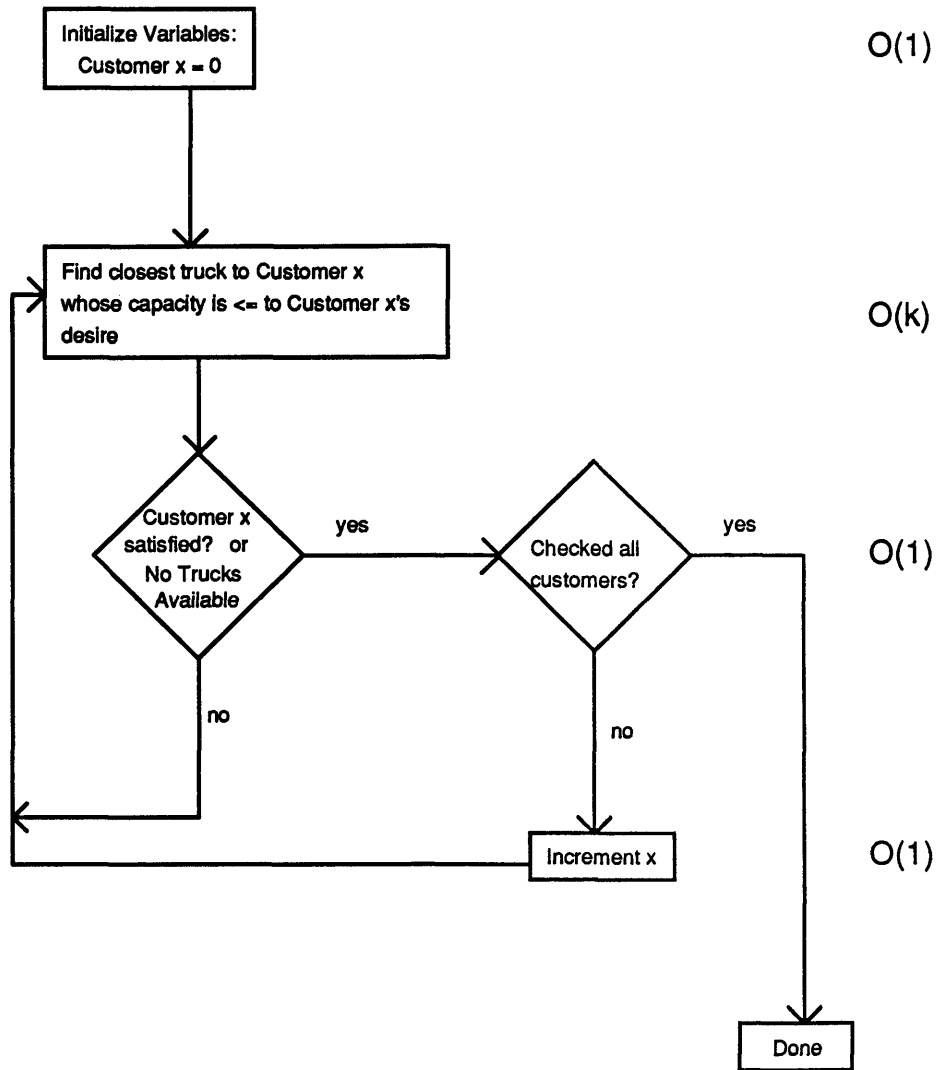 Initialize Variables:
Customer x = 0
O(1)
Find closest truck to Customer x
whose capacity is <= to Customer x's
desire
O(k)
Customer x
satisfied? or
No Trucks
Available
yes
Checked all
customers?
yes
O(1)
no
no
Increment x
O(1)
Done